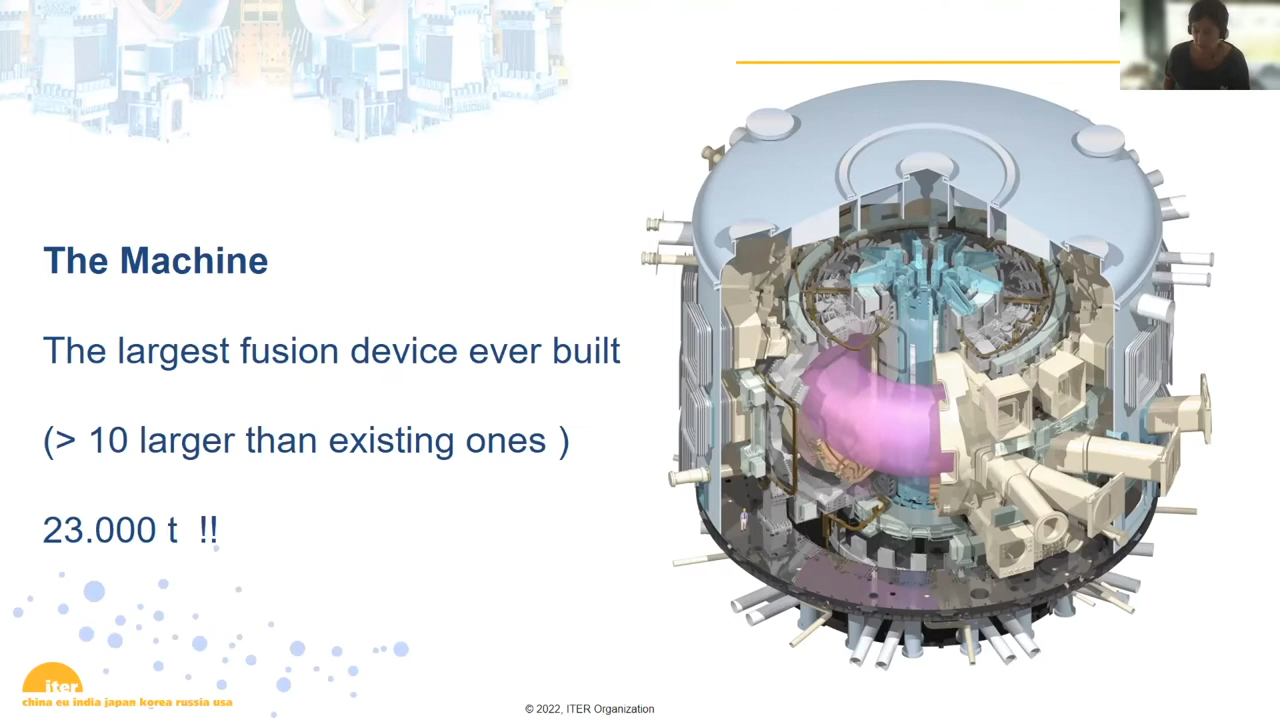 The Machine
The largest fusion device ever built
(> 10 larger than existing ones )
23.000 t !!
iter
china eu india japan korea russia usa
© 2022, ITER Organization